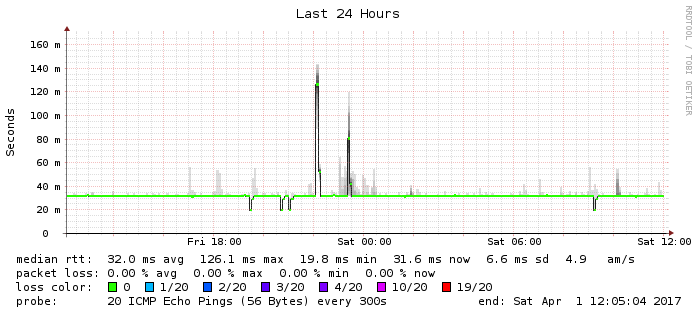 Last 24 Hours
RRDTOOL / TOBI OETIKER
Seconds
160 m
140 m
120 m
100 m
80 m
60 m
40 m
20 m
0
Fri 18:00 Sat 00:00 Sat 06:00 Sat 12:00
median rtt: 32.0 ms avg 126.1 ms max 19.8 ms min 31.6 ms now 6.6 ms sd 4.9 am/s
packet loss: 0.00 % avg 0.00 % max 0.00 % min 0.00 % now
loss color: 0 1/20 2/20 3/20 4/20 10/20 19/20
probe: 20 ICMP Echo Pings (56 Bytes) every 300s end: Sat Apr 1 12:05:04 2017